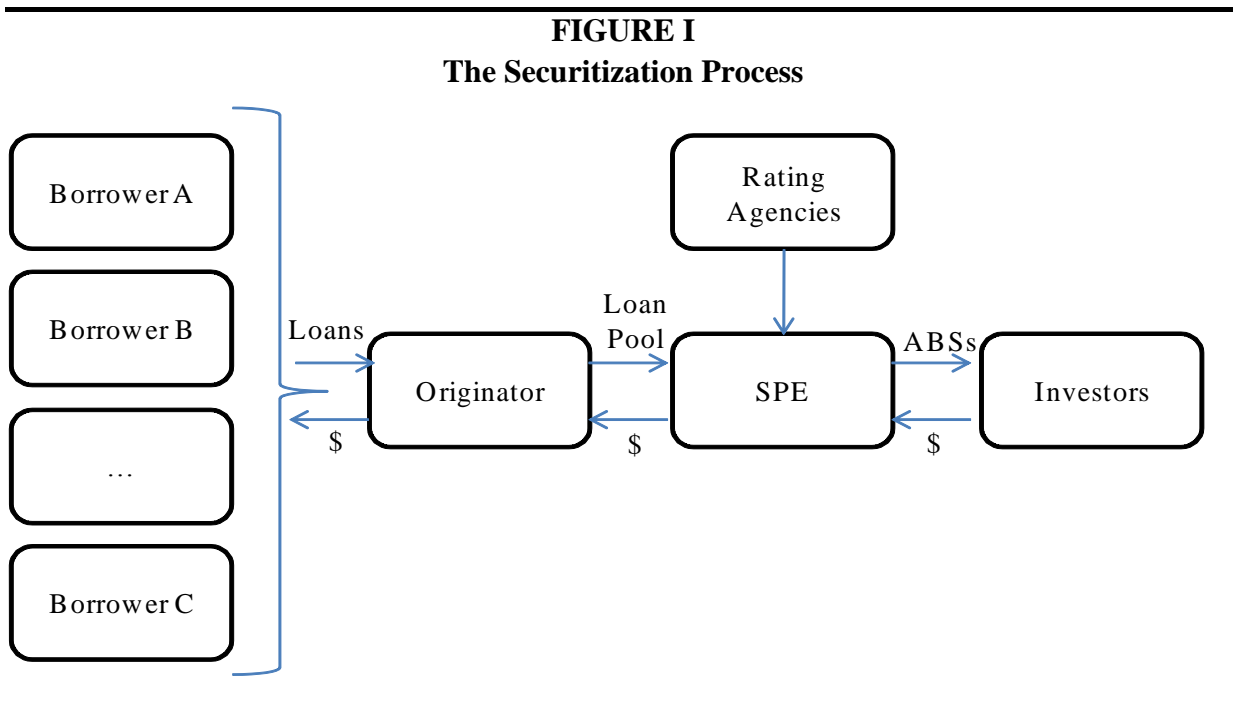 FIGURE I
The Securitization Process
Borrower A
Borrower B
...
Borrower C
Loans
$
Originator
Loan
Pool
$
Rating
Agencies
SPE
ABSs
$
Investors